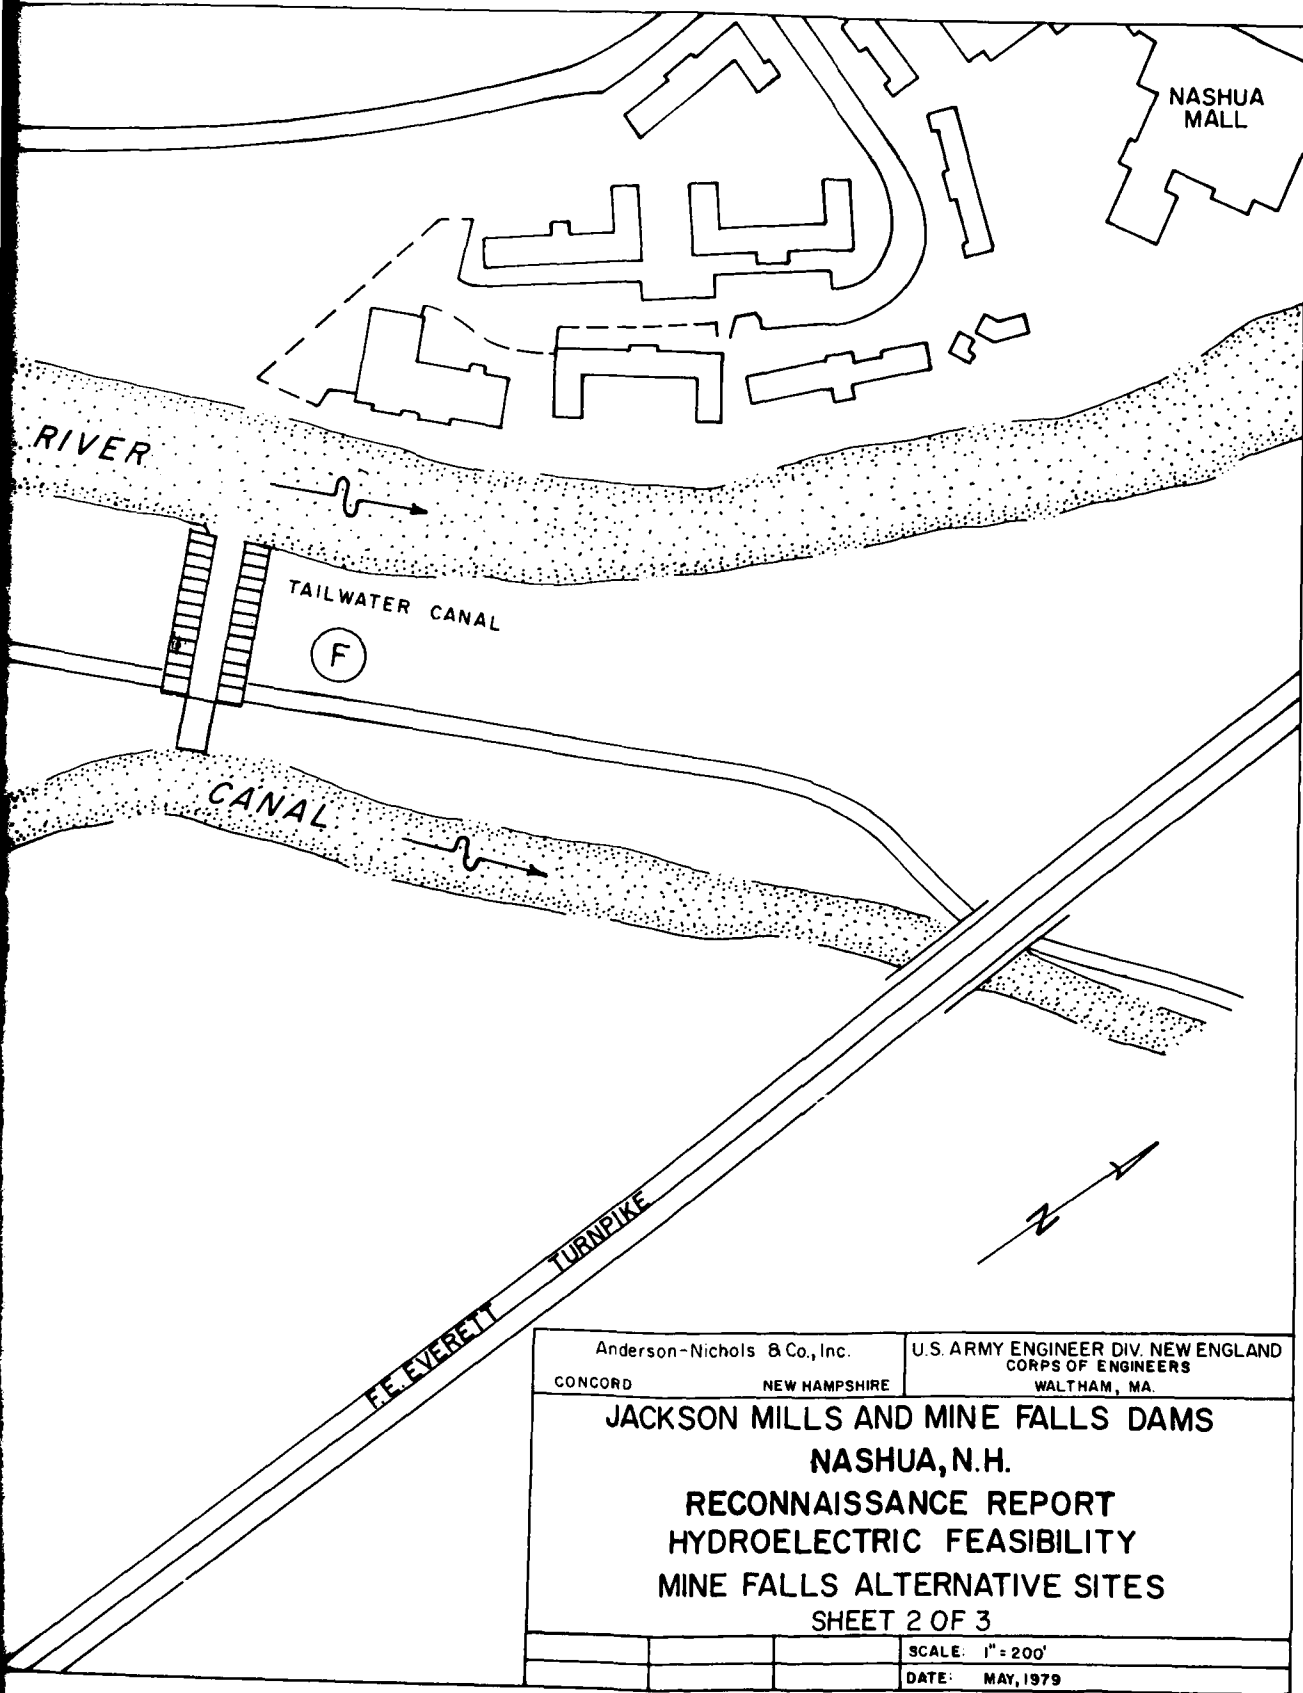 NASHUA
MALL
RIVER
TAILWATER CANAL
F
CANAL
N
F.E. EVERETT TURNPIKE
Anderson-Nichols & Co., Inc.
CONCORD NEW HAMPSHIRE
U.S. ARMY ENGINEER DIV. NEW ENGLAND
CORPS OF ENGINEERS
WALTHAM, MA.
JACKSON MILLS AND MINE FALLS DAMS
NASHUA, N.H.
RECONNAISSANCE REPORT
HYDROELECTRIC FEASIBILITY
MINE FALLS ALTERNATIVE SITES
SHEET 2 OF 3
SCALE: 1" = 200'
DATE: MAY, 1979